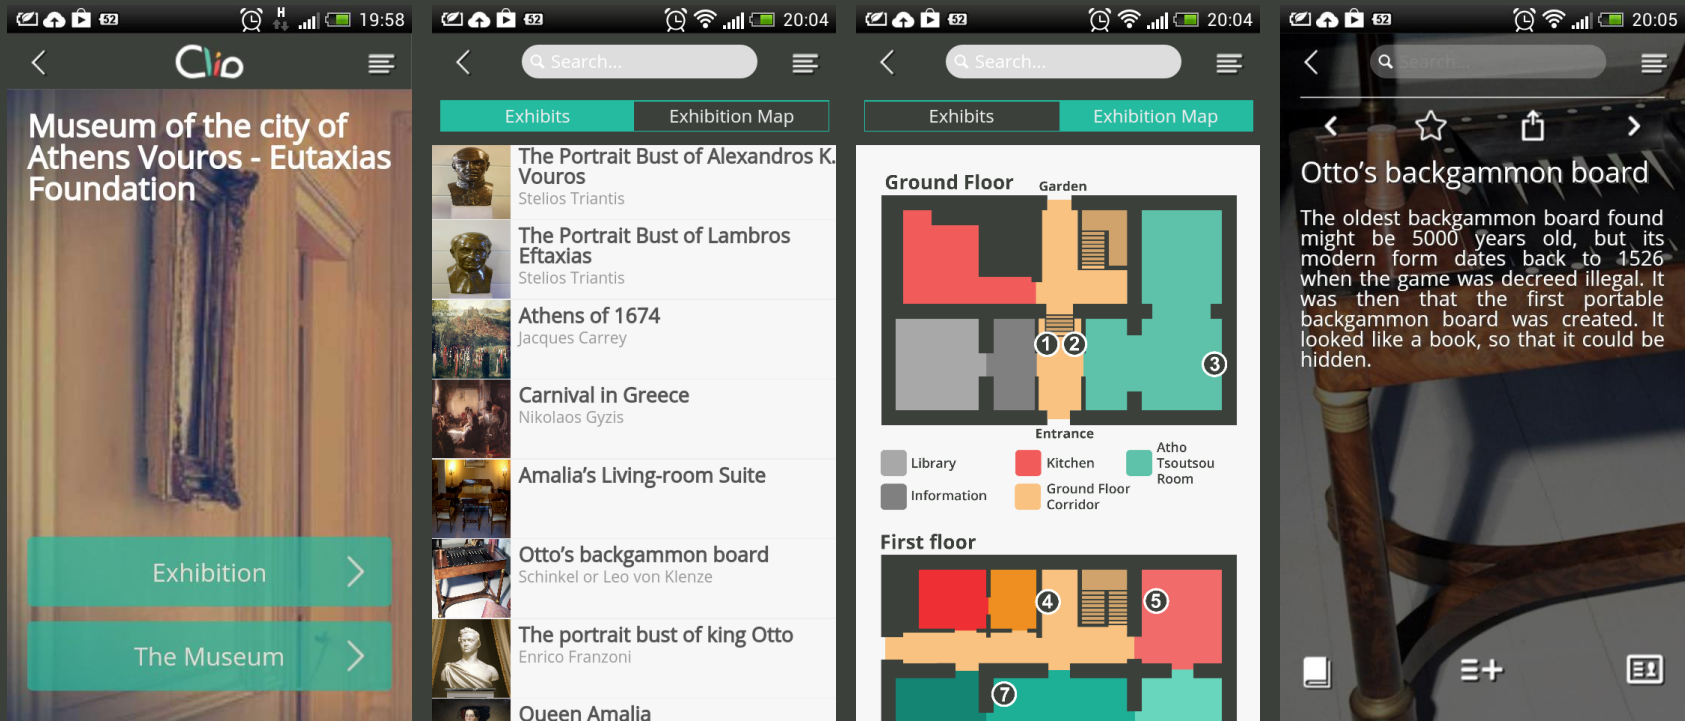 52
H
19:58
Clio
Museum of the city of
Athens Vouros - Eutaxias
Foundation
Exhibition
The Museum
52
20:04
Search...
Exhibits
Exhibition Map
The Portrait Bust of Alexandros K.
Vouros
Stelios Triantis
The Portrait Bust of Lambros
Eftaxias
Stelios Triantis
Athens of 1674
Jacques Carrey
Carnival in Greece
Nikolaos Gyzis
Amalia's Living-room Suite
Otto's backgammon board
Schinkel or Leo von Klenze
The portrait bust of king Otto
Enrico Franzoni
Queen Amalia
52
20:04
Search...
Exhibits
Exhibition Map
Ground Floor
Garden
1
2
3
Entrance
Library
Information
Kitchen
Ground Floor
Corridor
Atho
Tsoutsou
Room
First floor
4
5
7
52
20:05
Search...
Otto's backgammon board
The oldest backgammon board found
might be 5000 years old, but its
modern form dates back to 1526
when the game was decreed illegal. It
was then that the first portable
backgammon board was created. It
looked like a book, so that it could be
hidden.